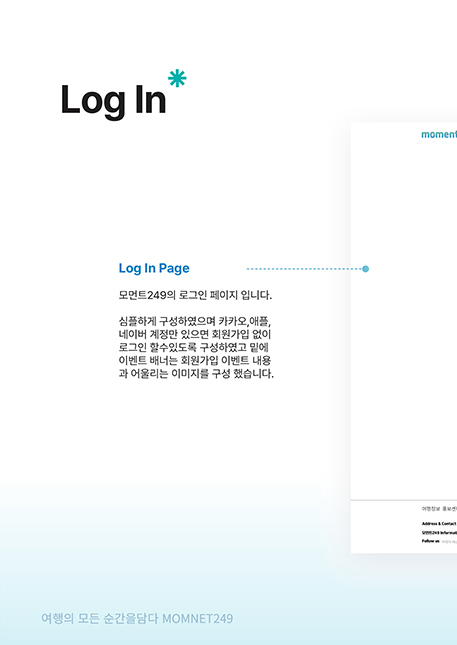 Log In*
moment
Log In Page
모먼트249의 로그인 페이지 입니다.
심플하게 구성하였으며 카카오,애플,
네이버 계정만 있으면 회원가입 없이
로그인 할수있도록 구성하였고 밑에
이벤트 배너는 회원가입 이벤트 내용
과 어울리는 이미지를 구성 했습니다.
여행정보 홍보센
Address & Contact
모먼트249 Informat
Follow us
여행의 모든 순간을담다 MOMNET249